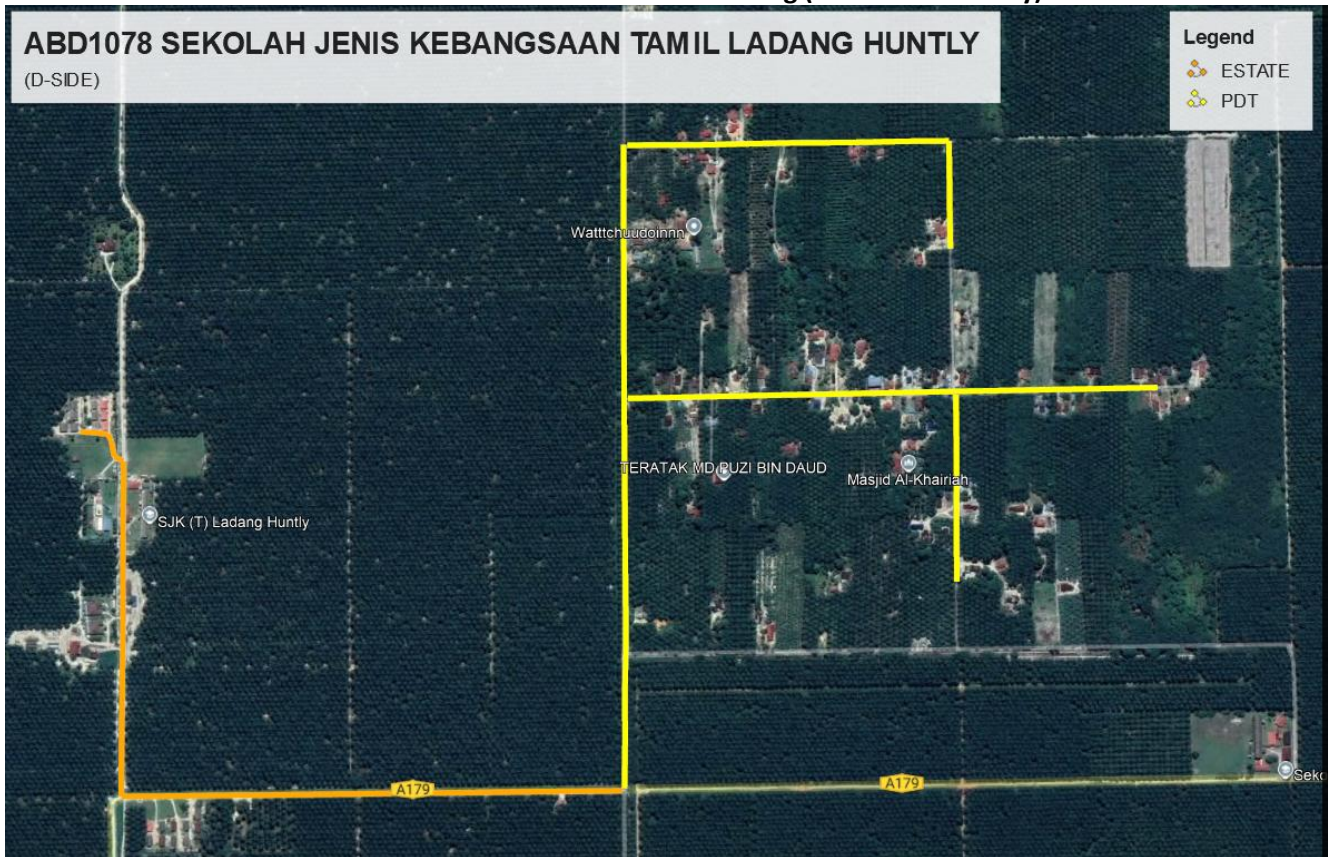 ABD1078 SEKOLAH JENIS KEBANGSAAN TAMIL LADANG HUNTLY
(D-SIDE)
Legend
ESTATE
PDT
Watttchuudoinnn
TERATAK MD PUZI BIN DAUD
Masjid Al-Khairiah
SJK (T) Ladang Huntly
A179
A179
Seko